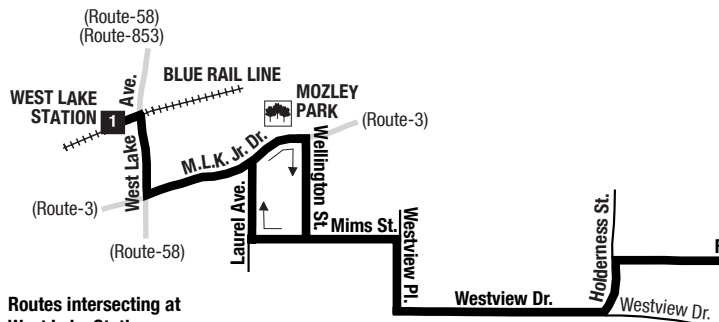 (Route-58)
(Route-853)
BLUE RAIL LINE
WEST LAKE
STATION
1
West Lake Ave.
MOZLEY
PARK
(Route-3)
M.L.K. Jr. Dr.
Wellington St.
(Route-3)
(Route-58)
Laurel Ave.
Mims St.
Westview Pl.
Holderness St.
Westview Dr.
Westview Dr.
Routes intersecting at